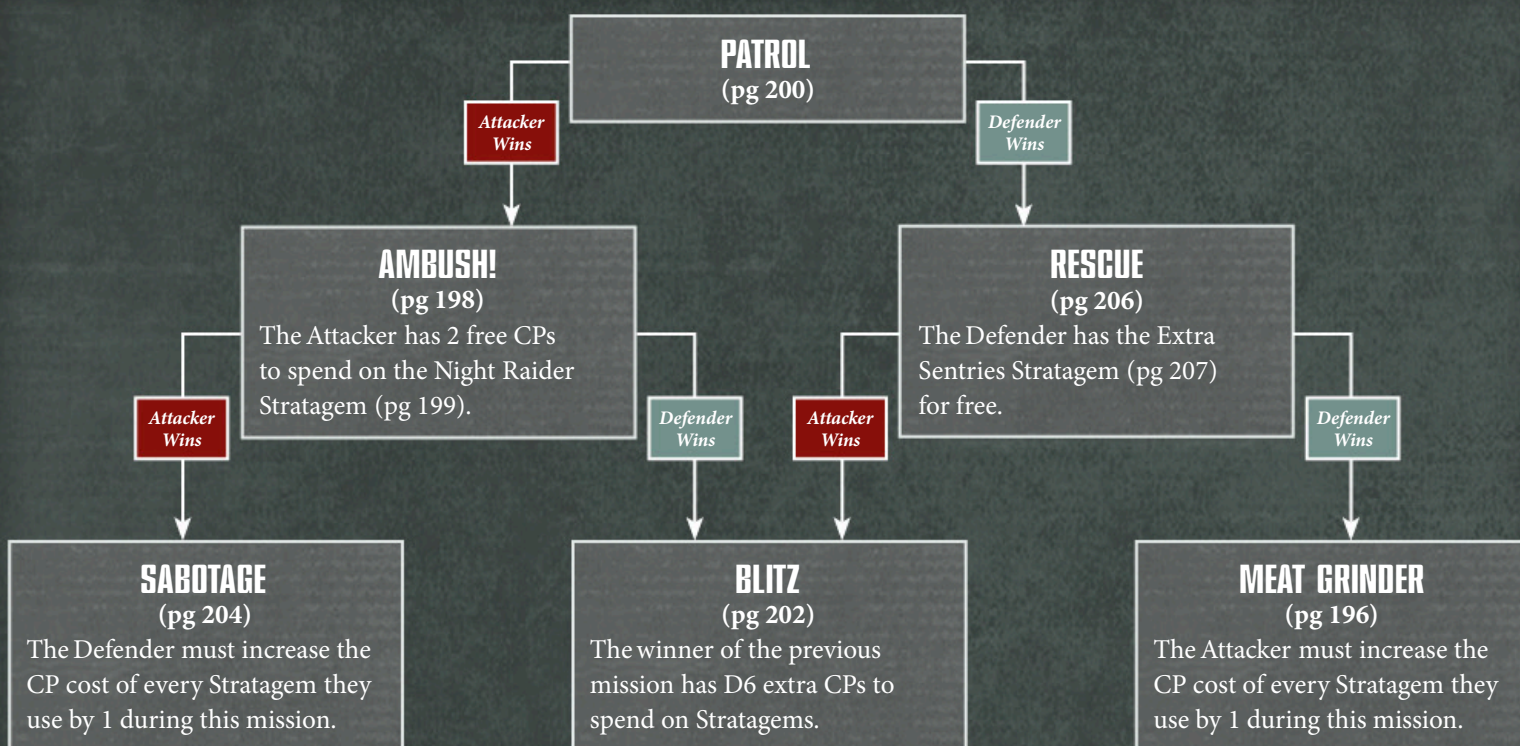 PATROL
(pg 200)
Attacker
Wins
Defender
Wins
AMBUSH!
(pg 198)
The Attacker has 2 free CPs
to spend on the Night Raider
Stratagem (pg 199).
RESCUE
(pg 206)
The Defender has the Extra
Sentries Stratagem (pg 207)
for free.
Attacker
Wins
Defender
Wins
Attacker
Wins
Defender
Wins
SABOTAGE
(pg 204)
The Defender must increase the
CP cost of every Stratagem they
use by 1 during this mission.
BLITZ
(pg 202)
The winner of the previous
mission has D6 extra CPs to
spend on Stratagems.
MEAT GRINDER
(pg 196)
The Attacker must increase the
CP cost of every Stratagem they
use by 1 during this mission.